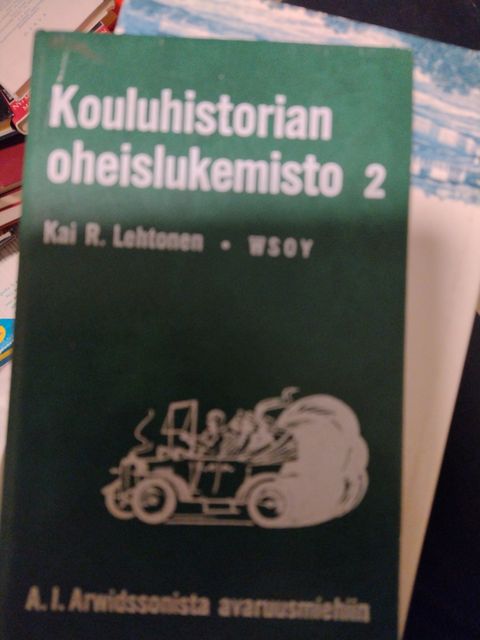 Kouluhistorian
oheislukemisto 2
Kai R. Lehtonen • WSOY
A. I. Arwidssonista avaruusmiehiin